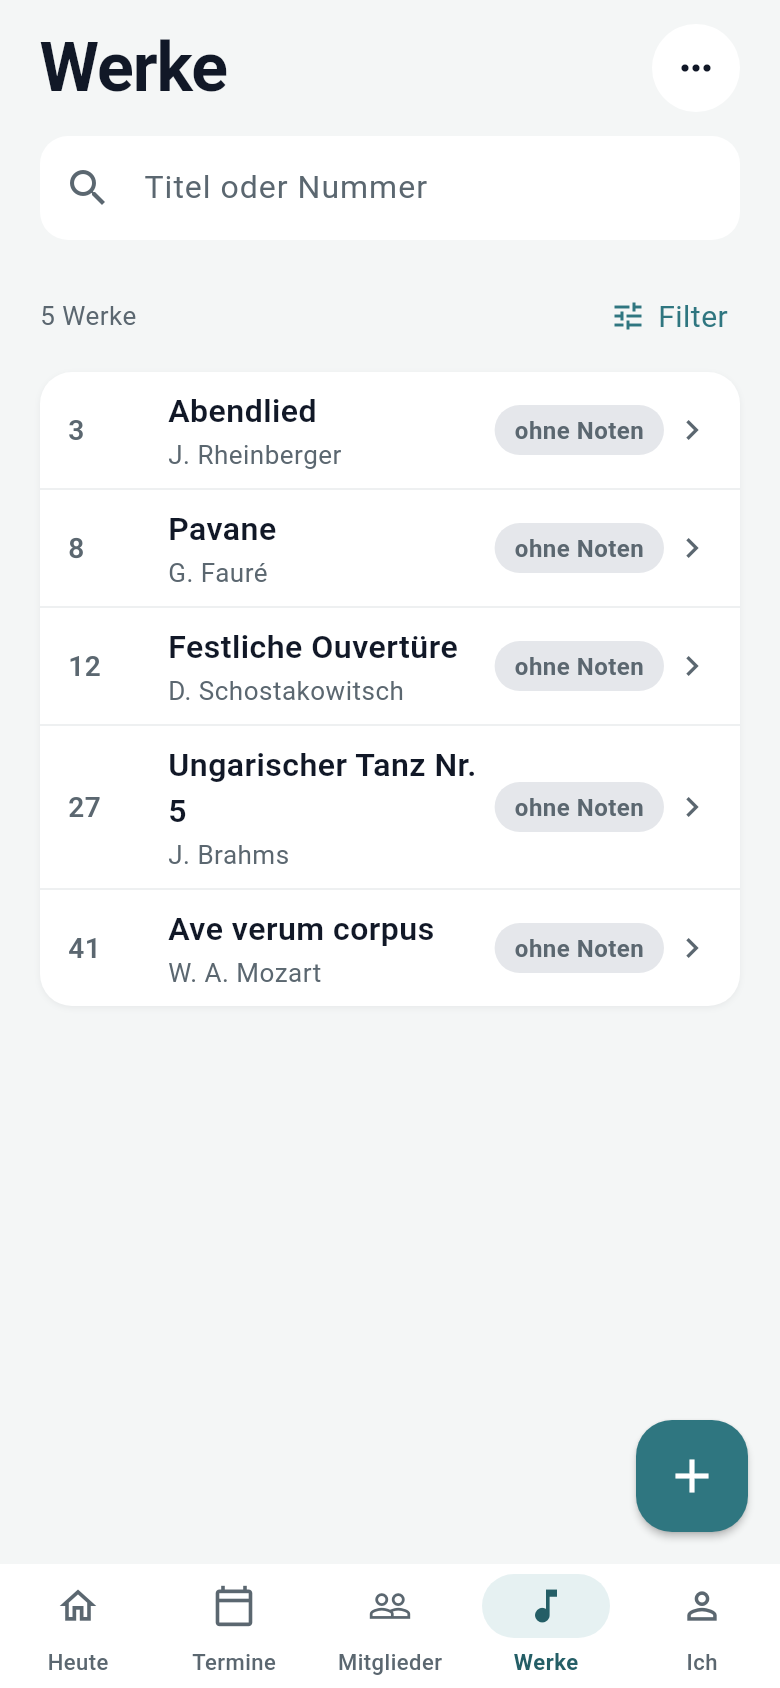 Werke
Titel oder Nummer
5 Werke
Filter
3
Abendlied
J. Rheinberger
ohne Noten
8
Pavane
G. Fauré
ohne Noten
12
Festliche Ouvertüre
D. Schostakowitsch
ohne Noten
27
Ungarischer Tanz Nr.
5
J. Brahms
ohne Noten
41
Ave verum corpus
W. A. Mozart
ohne Noten
Heute
Termine
Mitglieder
Werke
Ich